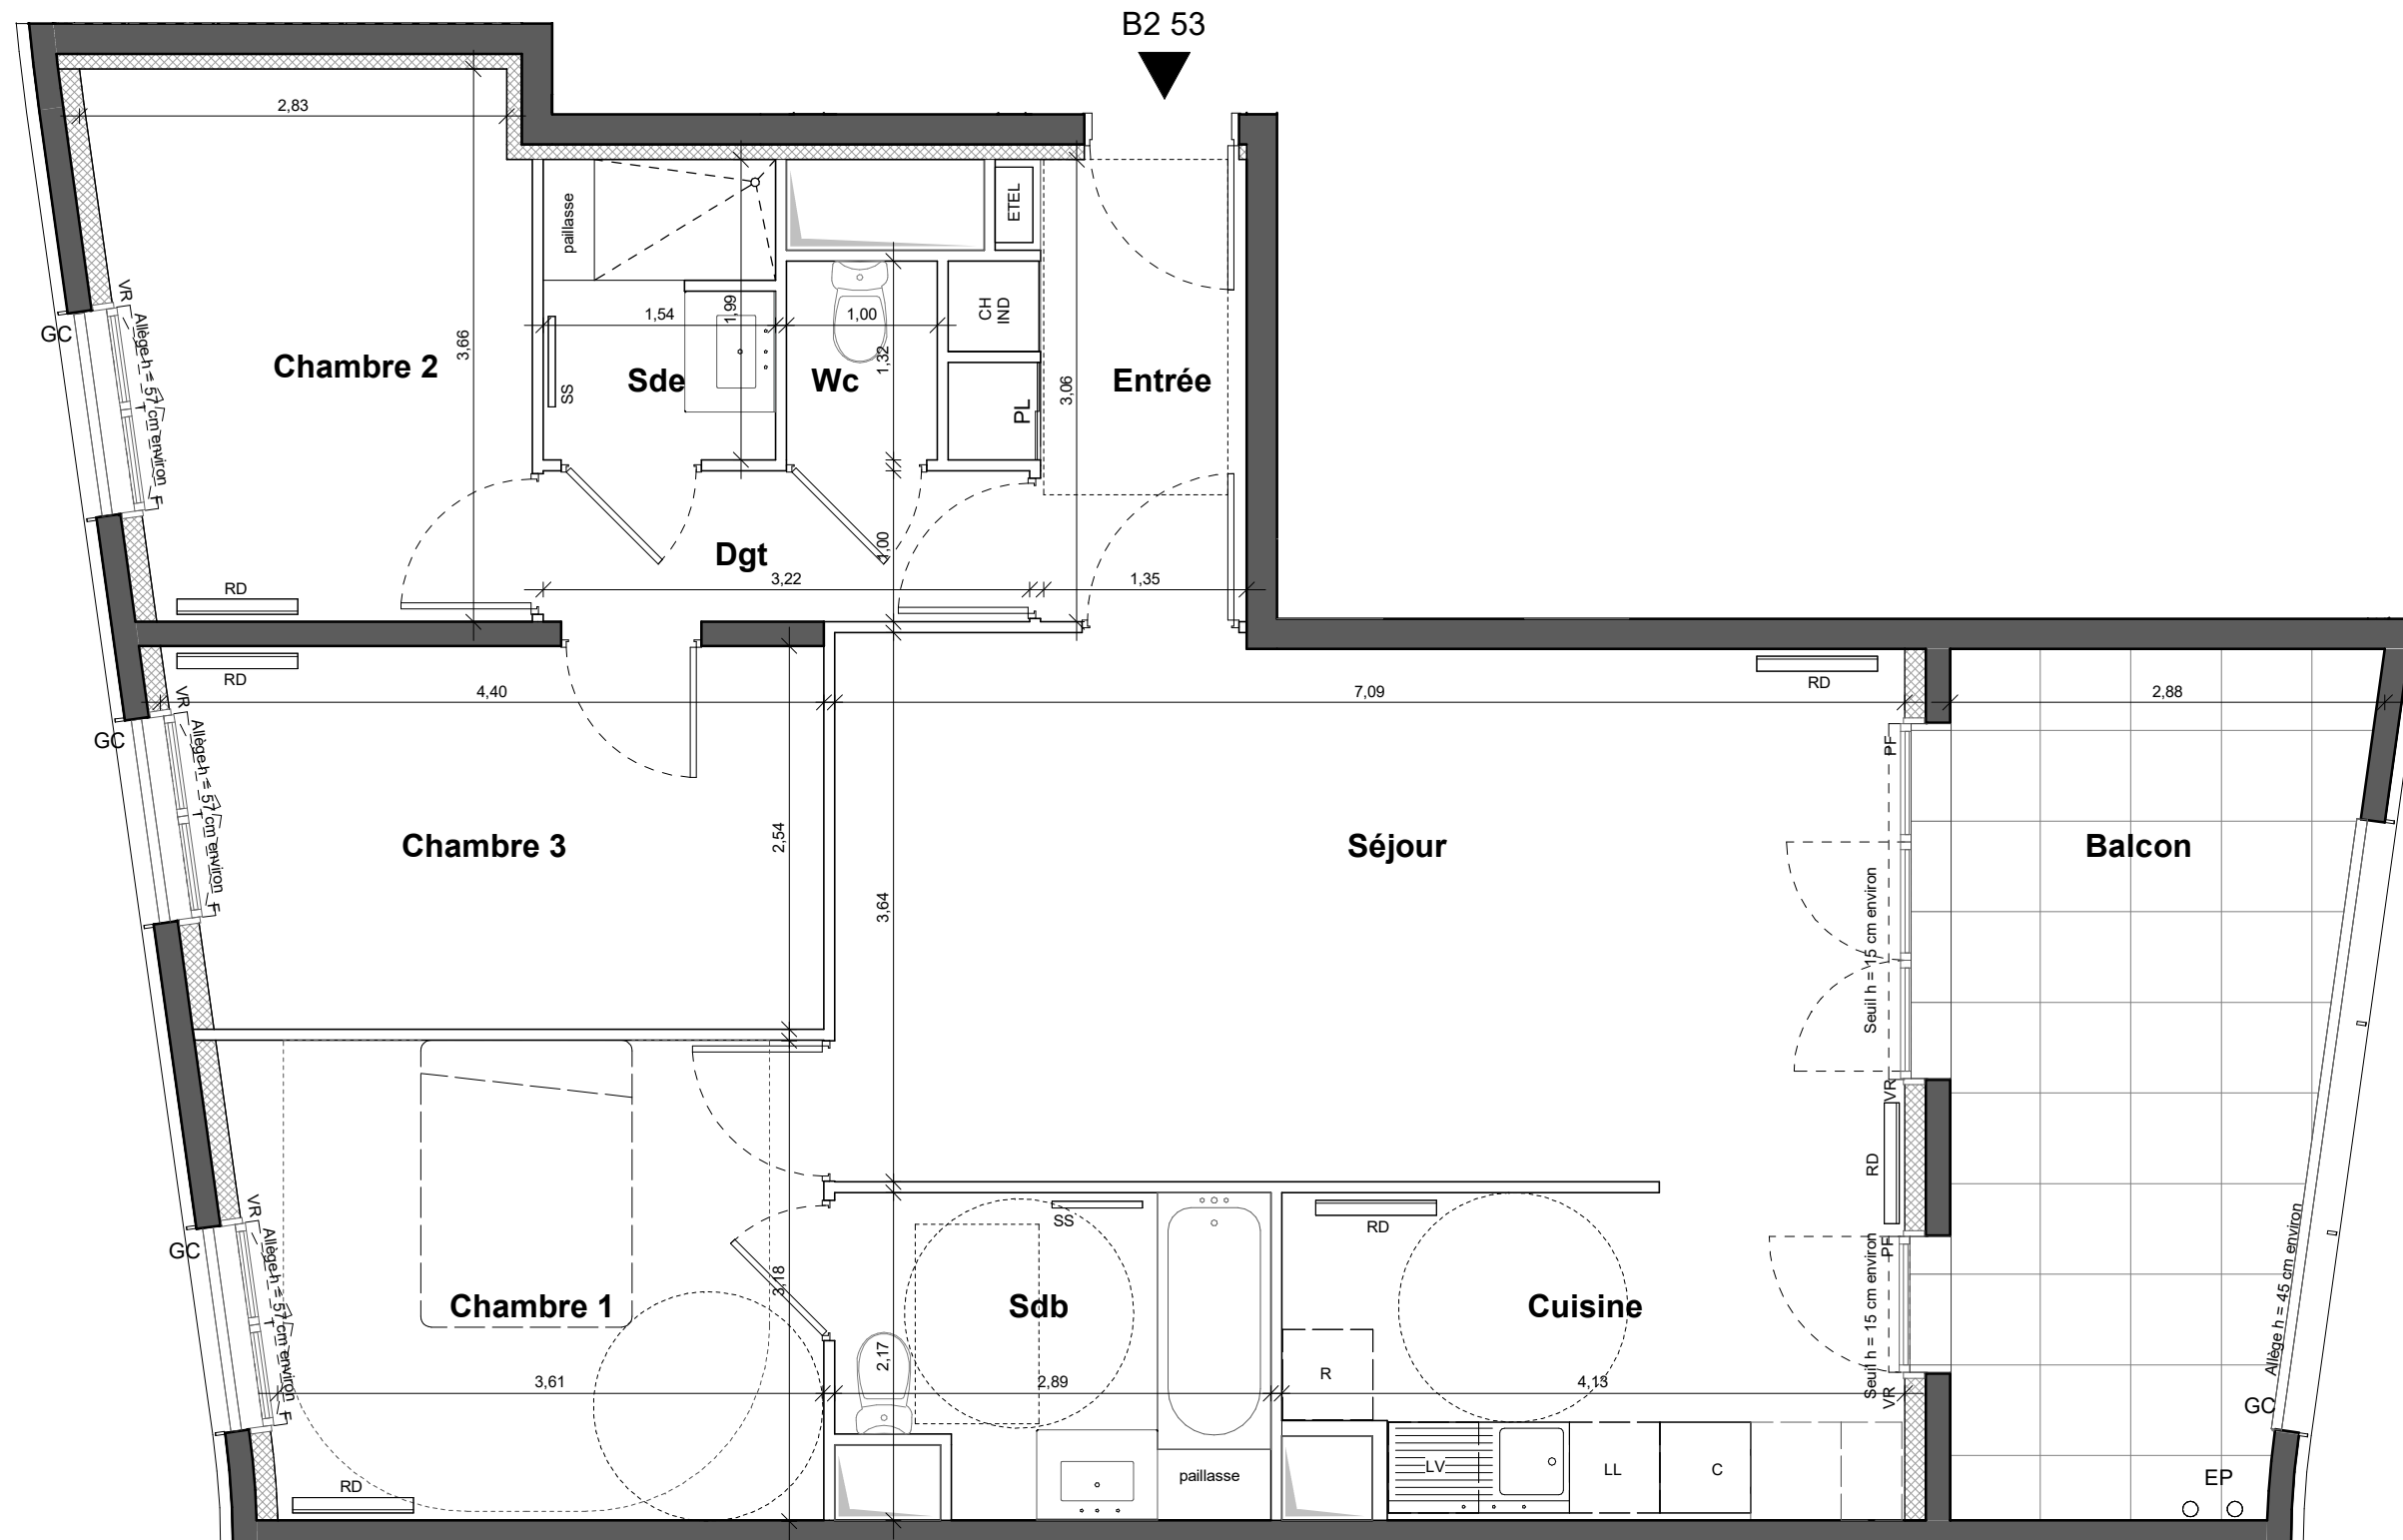 B2 53
2,83
paillasse
ETEL
VR
Allège h = 57 cm environ
T
F
GC
Chambre 2
3,66
1,54
1,99
SS
Sde
1,00
1,32
Wc
CH
IND
PL
3,06
Entrée
Dgt
1,00
3,22
1,35
RD
RD
VR
4,40
7,09
RD
2,88
GC
Allège h = 57 cm environ
T
F
PF
Chambre 3
2,54
3,64
Séjour
Seuil h = 15 cm environ
VR
Balcon
RD
VR
GC
Allège h = 57 cm environ
T
F
SS
RD
Chambre 1
3,18
Sdb
Cuisine
PF
Seuil h = 15 cm environ
VR
Allège h = 45 cm environ
3,61
2,17
2,89
R
4,13
GC
RD
paillasse
LV
LL
C
EP